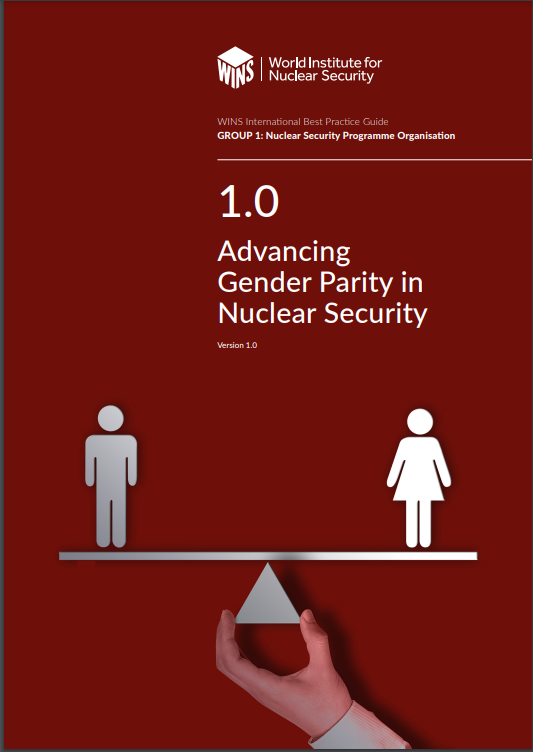 WINS
World Institute for
Nuclear Security
WINS International Best Practice Guide
GROUP 1: Nuclear Security Programme Organisation
1.0
Advancing
Gender Parity in
Nuclear Security
Version 1.0